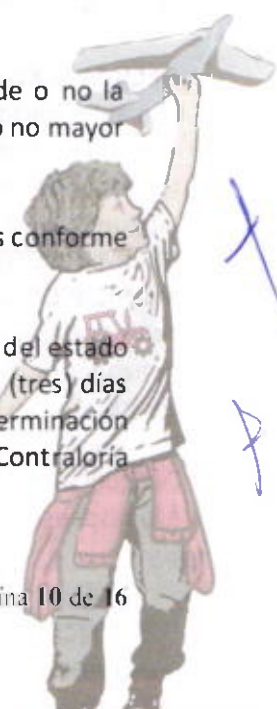 de o no la
o no mayor
s conforme
del estado
(tres) días
erminación
Contraloría
ina 10 de 16